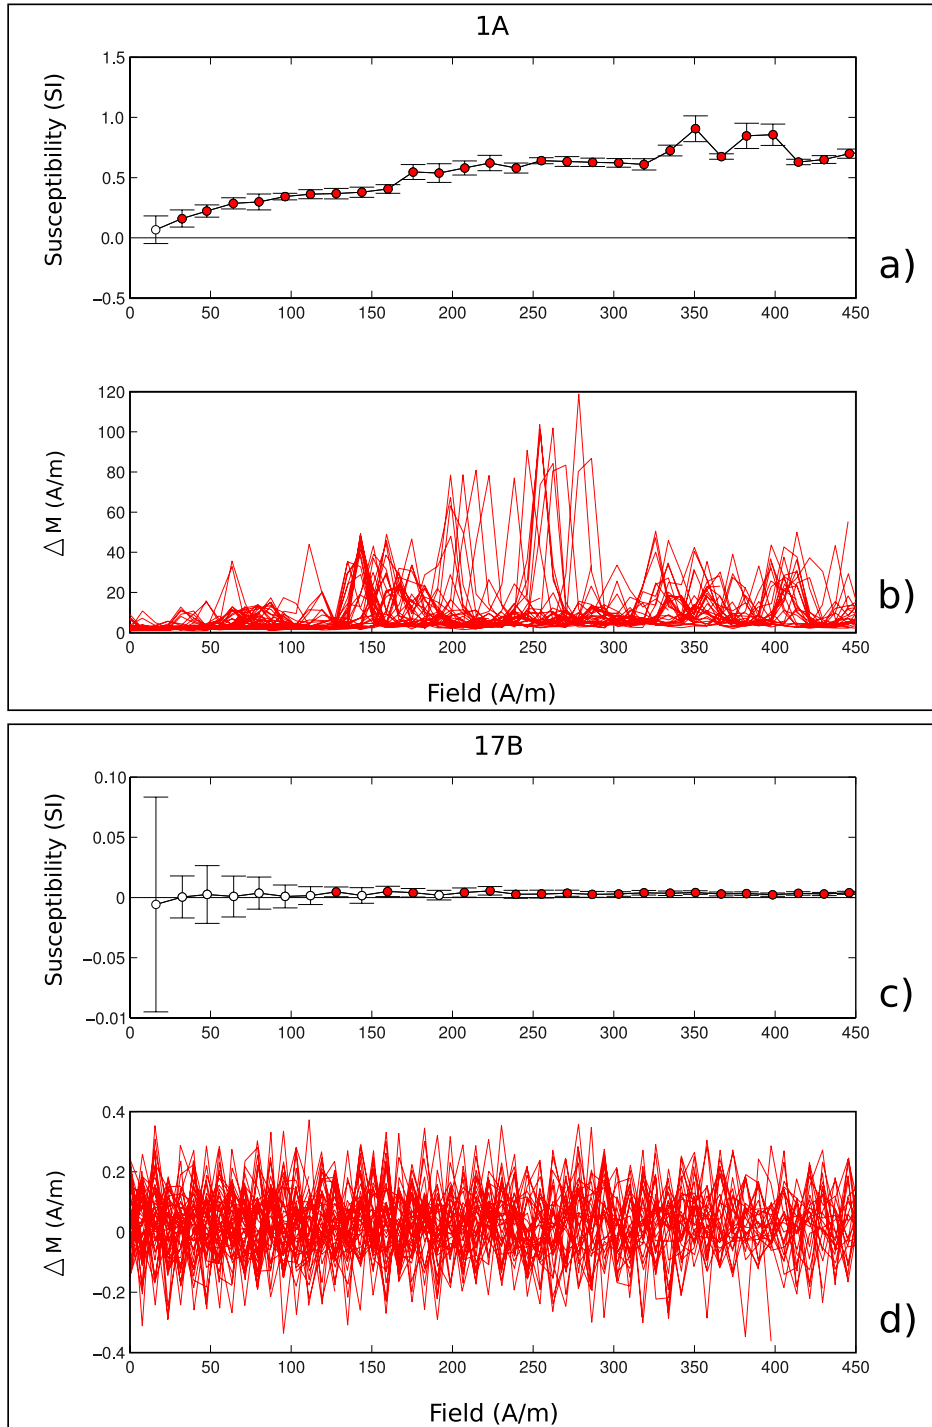 1A
Susceptibility (SI)
1.5
1.0
0.5
0.0
−0.5
0 50 100 150 200 250 300 350 400 450
a)
△ M (A/m)
120
100
80
60
40
20
0
0 50 100 150 200 250 300 350 400 450
b)
Field (A/m)
17B
Susceptibility (SI)
0.10
0.05
0
−0.05
−0.01
0 50 100 150 200 250 300 350 400 450
c)
△ M (A/m)
0.4
0.2
0
−0.2
−0.4
0 50 100 150 200 250 300 350 400 450
d)
Field (A/m)